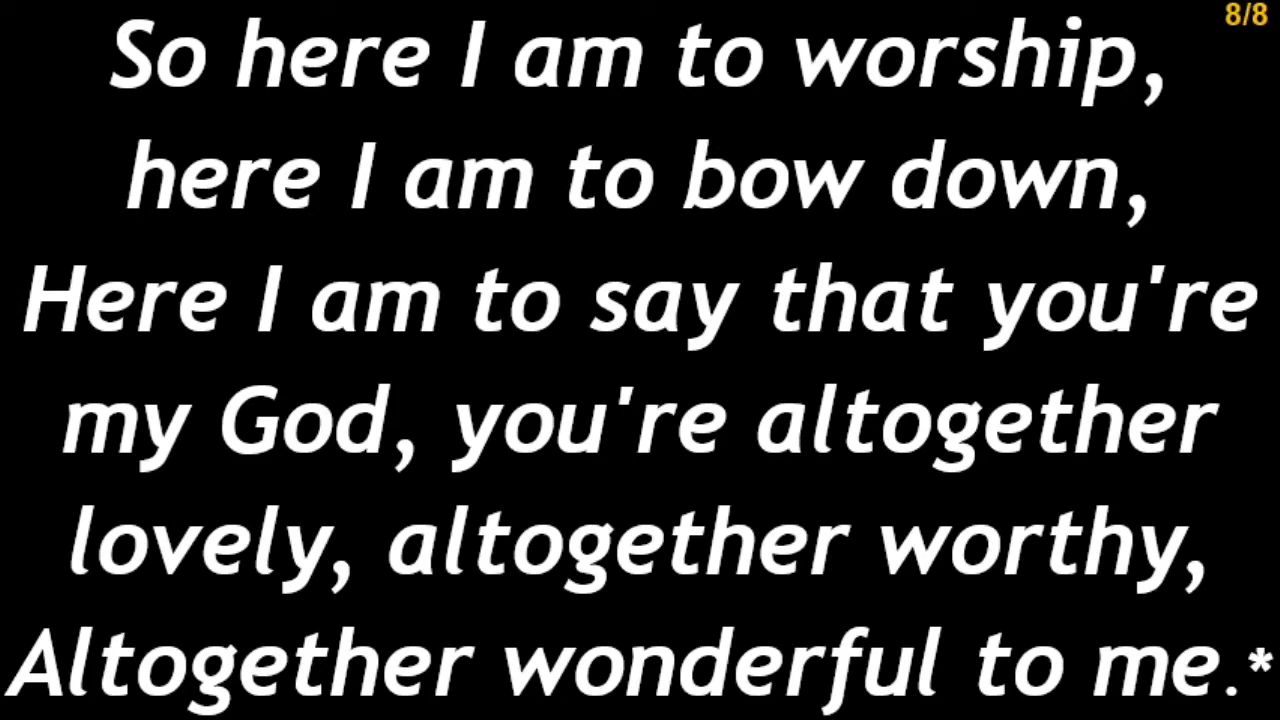 8/8
So here I am to worship,
here I am to bow down,
Here I am to say that you're
my God, you're altogether
lovely, altogether worthy,
Altogether wonderful to me.*